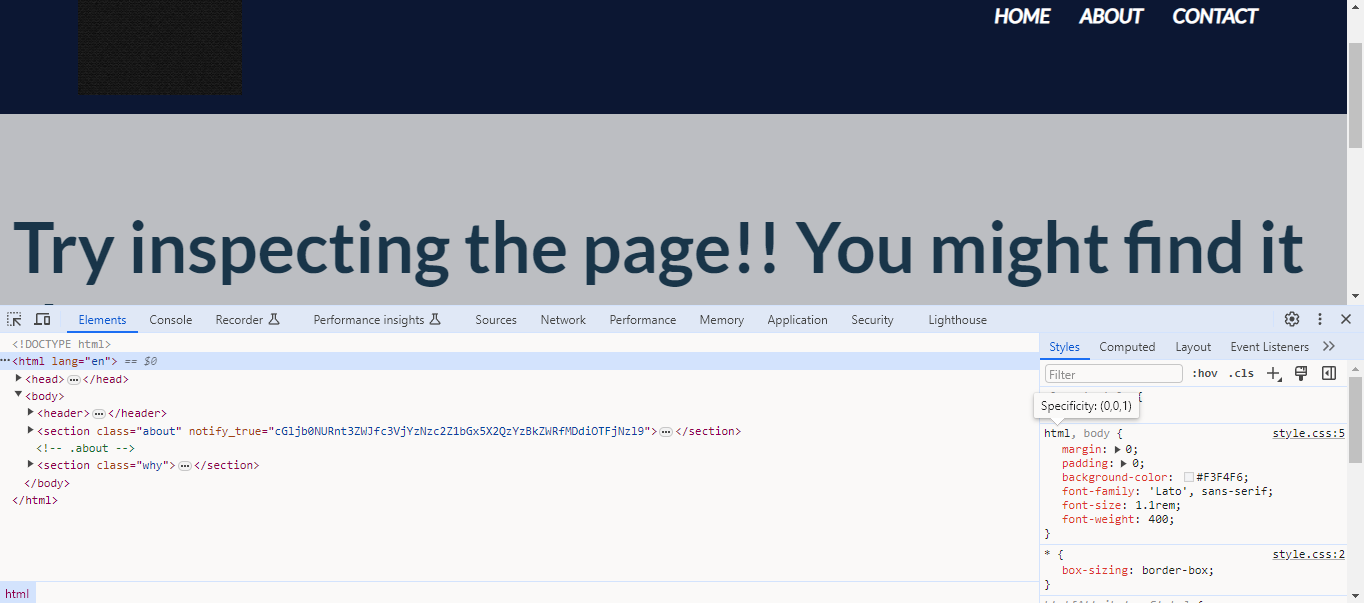 HOME ABOUT CONTACT
Try inspecting the page!! You might find it
Elements Console Recorder Performance insights Sources Network Performance Memory Application Security Lighthouse
<!DOCTYPE html>
<html lang="en"> == $0
<head> </head>
<body>
<header> </header>
<section class="about" notify_true="cGljb0NURnt3ZWJfc3VjYzNzc2Z1bGx5X2QzYzBkZWRfMDdiOTFjNzl9"> </section>
<!-- .about -->
<section class="why"> </section>
</body>
</html>
html
Styles Computed Layout Event Listeners
Filter :hov .cls
{
Specificity: (0,0,1)
html, body { style.css:5
margin: 0;
padding: 0;
background-color: #F3F4F6;
font-family: 'Lato', sans-serif;
font-size: 1.1rem;
font-weight: 400;
}
* { style.css:2
box-sizing: border-box;
}